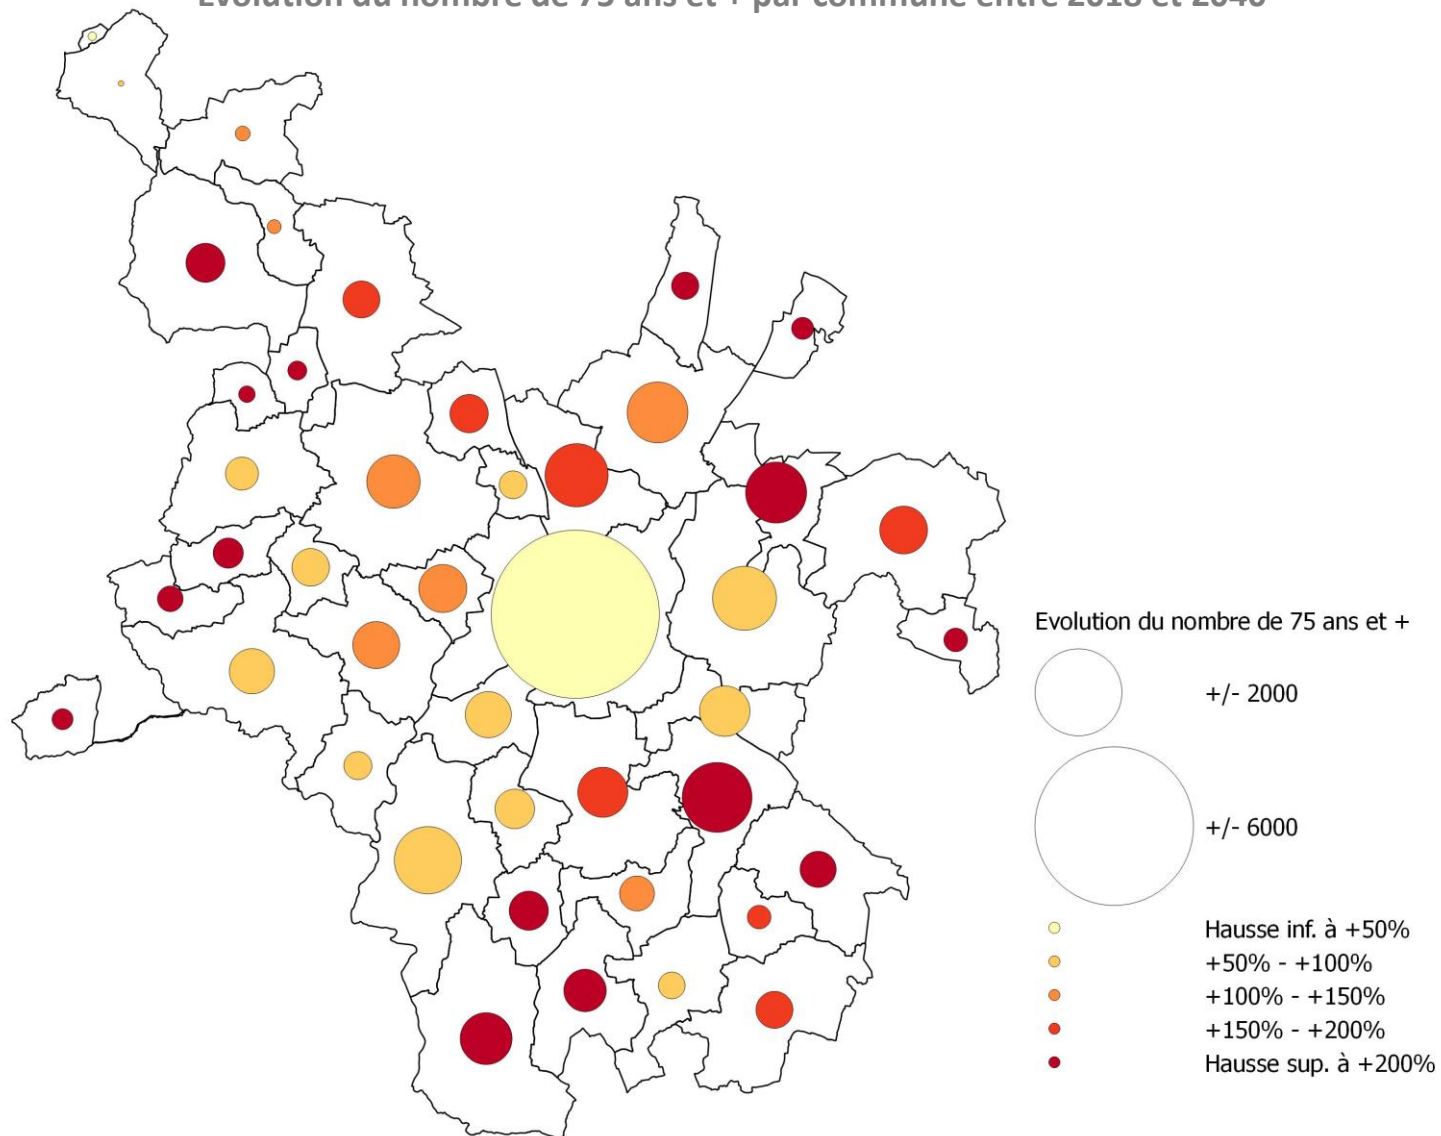 Evolution du nombre de 75 ans et + par commune entre 2018 et 2040
Evolution du nombre de 75 ans et +
+/- 2000
+/- 6000
Hausse inf. à +50%
+50% - +100%
+100% - +150%
+150% - +200%
Hausse sup. à +200%